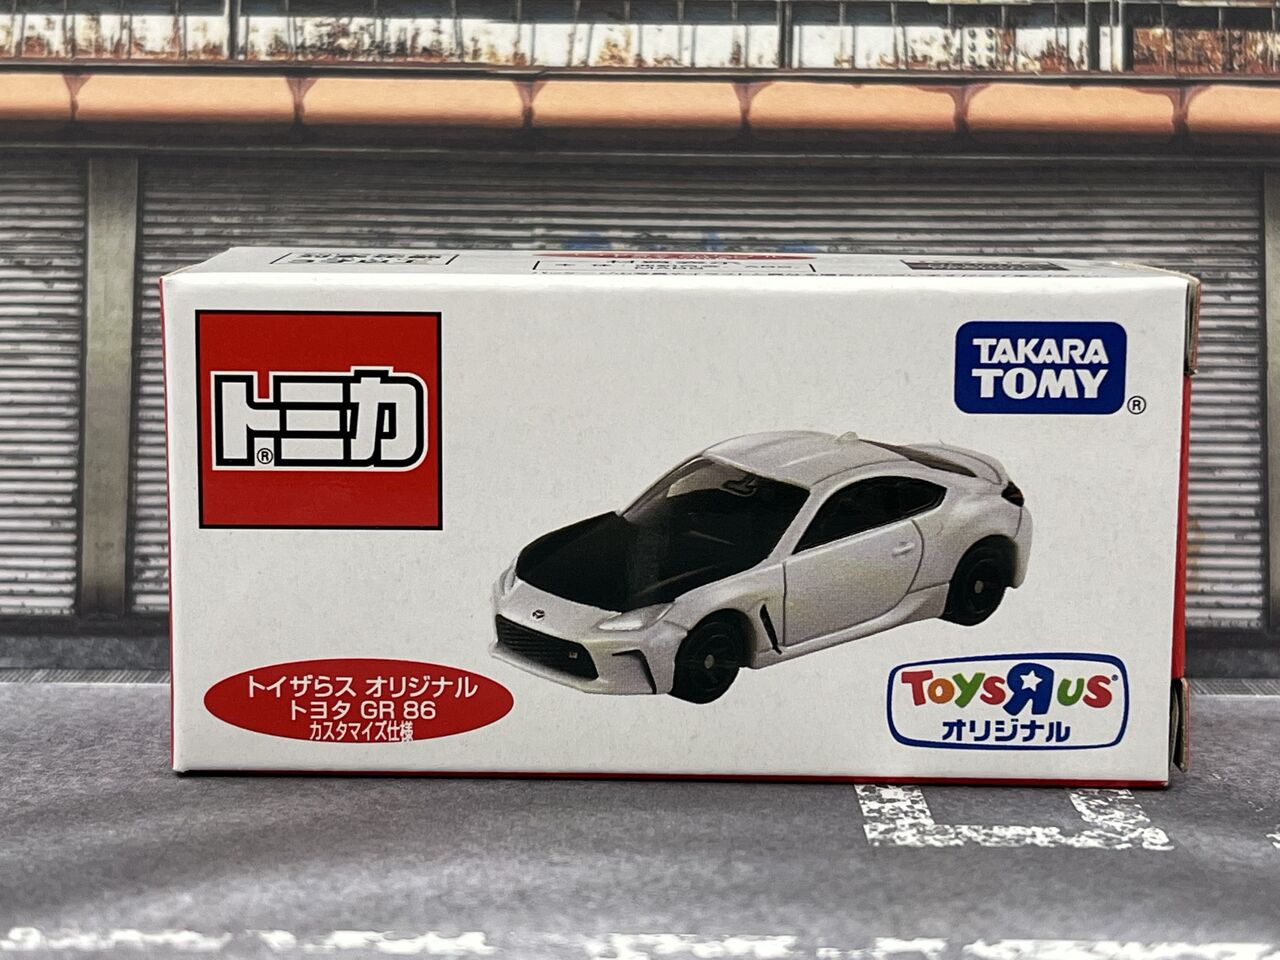 トミカ
®
TAKARA
TOMY
®
トイザらス オリジナル
トヨタ GR 86
カスタマイズ仕様
TOYSЯUS
オリジナル